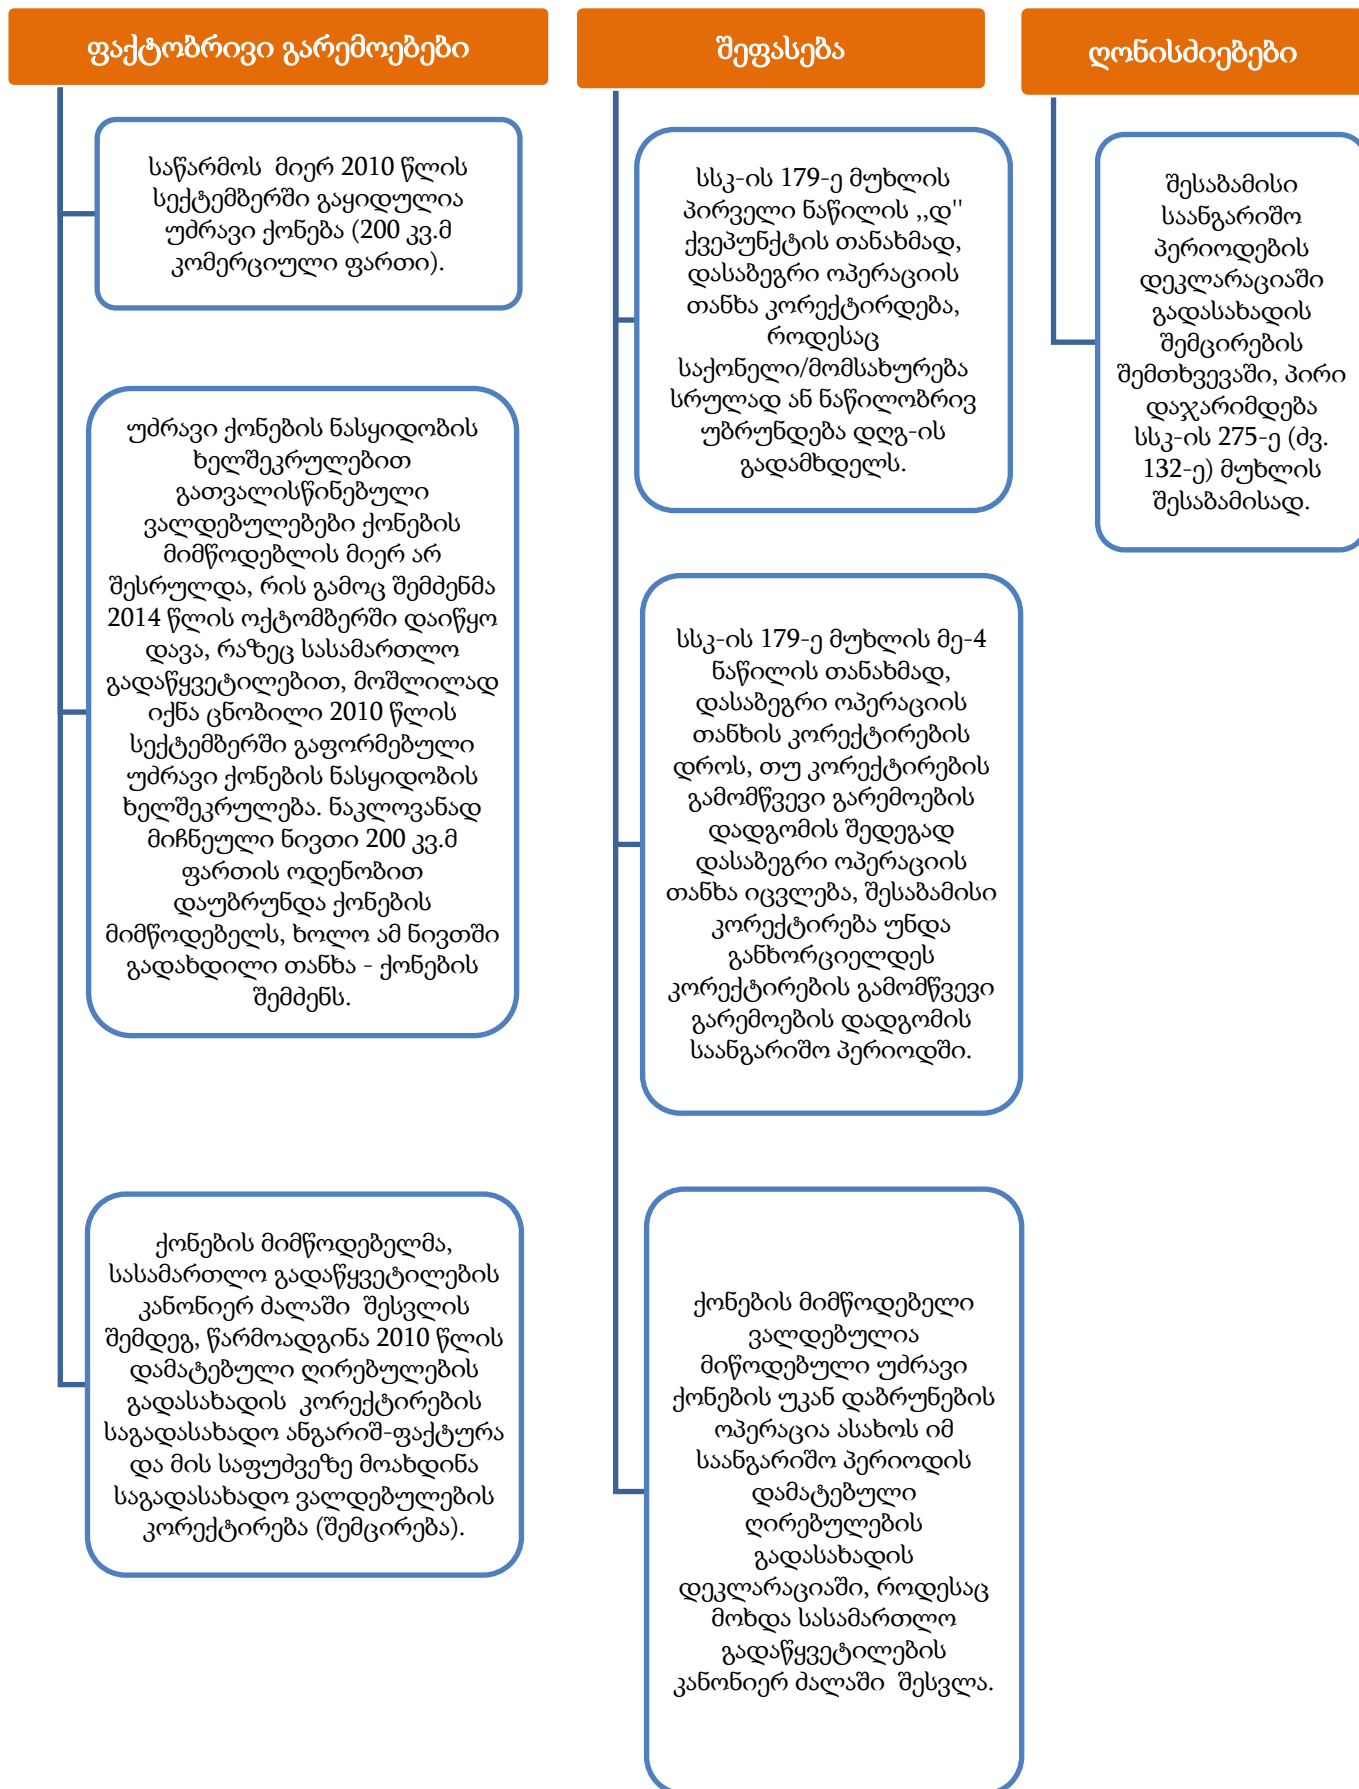 ფაქტობრივი გარემოებები
საწარმოს მიერ 2010 წლის
სექტემბერში გაყიდულია
უძრავი ქონება (200 კვ.მ
კომერციული ფართი).
უძრავი ქონების ნასყიდობის
ხელშეკრულებით
გათვალისწინებული
ვალდებულებები ქონების
მიმწოდებლის მიერ არ
შესრულდა, რის გამოც შემძენმა
2014 წლის ოქტომბერში დაიწყო
დავა, რაზეც სასამართლო
გადაწყვეტილებით, მოშლილად
იქნა ცნობილი 2010 წლის
სექტემბერში გაფორმებული
უძრავი ქონების ნასყიდობის
ხელშეკრულება. ნაკლოვანად
მიჩნეული ნივთი 200 კვ.მ
ფართის ოდენობით
დაუბრუნდა ქონების
მიმწოდებელს, ხოლო ამ ნივთში
გადახდილი თანხა - ქონების
შემძენს.
ქონების მიმწოდებელმა,
სასამართლო გადაწყვეტილების
კანონიერ ძალაში შესვლის
შემდეგ, წარმოადგინა 2010 წლის
დამატებული ღირებულების
გადასახადის კორექტირების
საგადასახადო ანგარიშ-ფაქტურა
და მის საფუძვეზე მოახდინა
საგადასახადო ვალდებულების
კორექტირება (შემცირება).
შეფასება
სსკ-ის 179-ე მუხლის
პირველი ნაწილის ,,დ"
ქვეპუნქტის თანახმად,
დასაბეგრი ოპერაციის
თანხა კორექტირდება,
როდესაც
საქონელი/მომსახურება
სრულად ან ნაწილობრივ
უბრუნდება დღგ-ის
გადამხდელს.
სსკ-ის 179-ე მუხლის მე-4
ნაწილის თანახმად,
დასაბეგრი ოპერაციის
თანხის კორექტირების
დროს, თუ კორექტირების
გამომწვევი გარემოების
დადგომის შედეგად
დასაბეგრი ოპერაციის
თანხა იცვლება, შესაბამისი
კორექტირება უნდა
განხორციელდეს
კორექტირების გამომწვევი
გარემოების დადგომის
საანგარიშო პერიოდში.
ქონების მიმწოდებელი
ვალდებულია
მიწოდებული უძრავი
ქონების უკან დაბრუნების
ოპერაცია ასახოს იმ
საანგარიშო პერიოდის
დამატებული
ღირებულების
გადასახადის
დეკლარაციაში, როდესაც
მოხდა სასამართლო
გადაწყვეტილების
კანონიერ ძალაში შესვლა.
ღონისძიებები
შესაბამისი
საანგარიშო
პერიოდების
დეკლარაციაში
გადასახადის
შემცირების
შემთხვევაში, პირი
დაჯარიმდება
სსკ-ის 275-ე (ძვ.
132-ე) მუხლის
შესაბამისად.